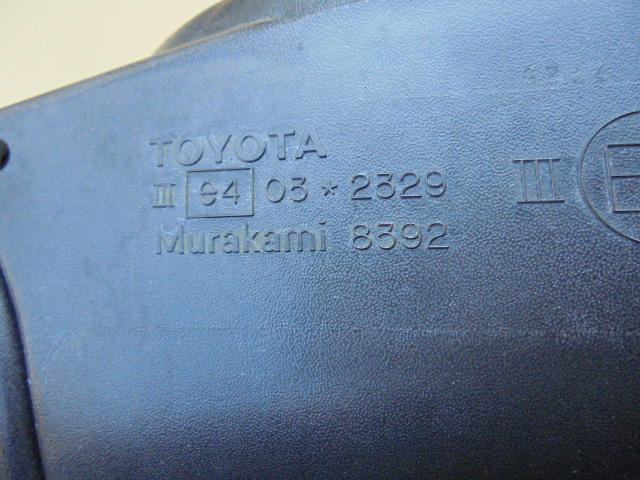 TOYOTA
III e4 03 * 2329
Murakami 8392
III E